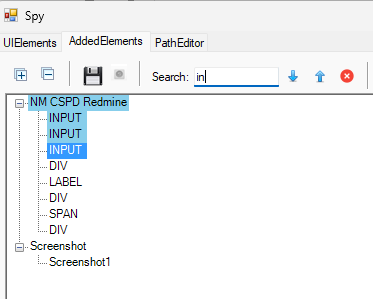 Spy
UIElements AddedElements PathEditor
Search: in
NM CSPD Redmine
INPUT
INPUT
INPUT
DIV
LABEL
DIV
SPAN
DIV
Screenshot
Screenshot1